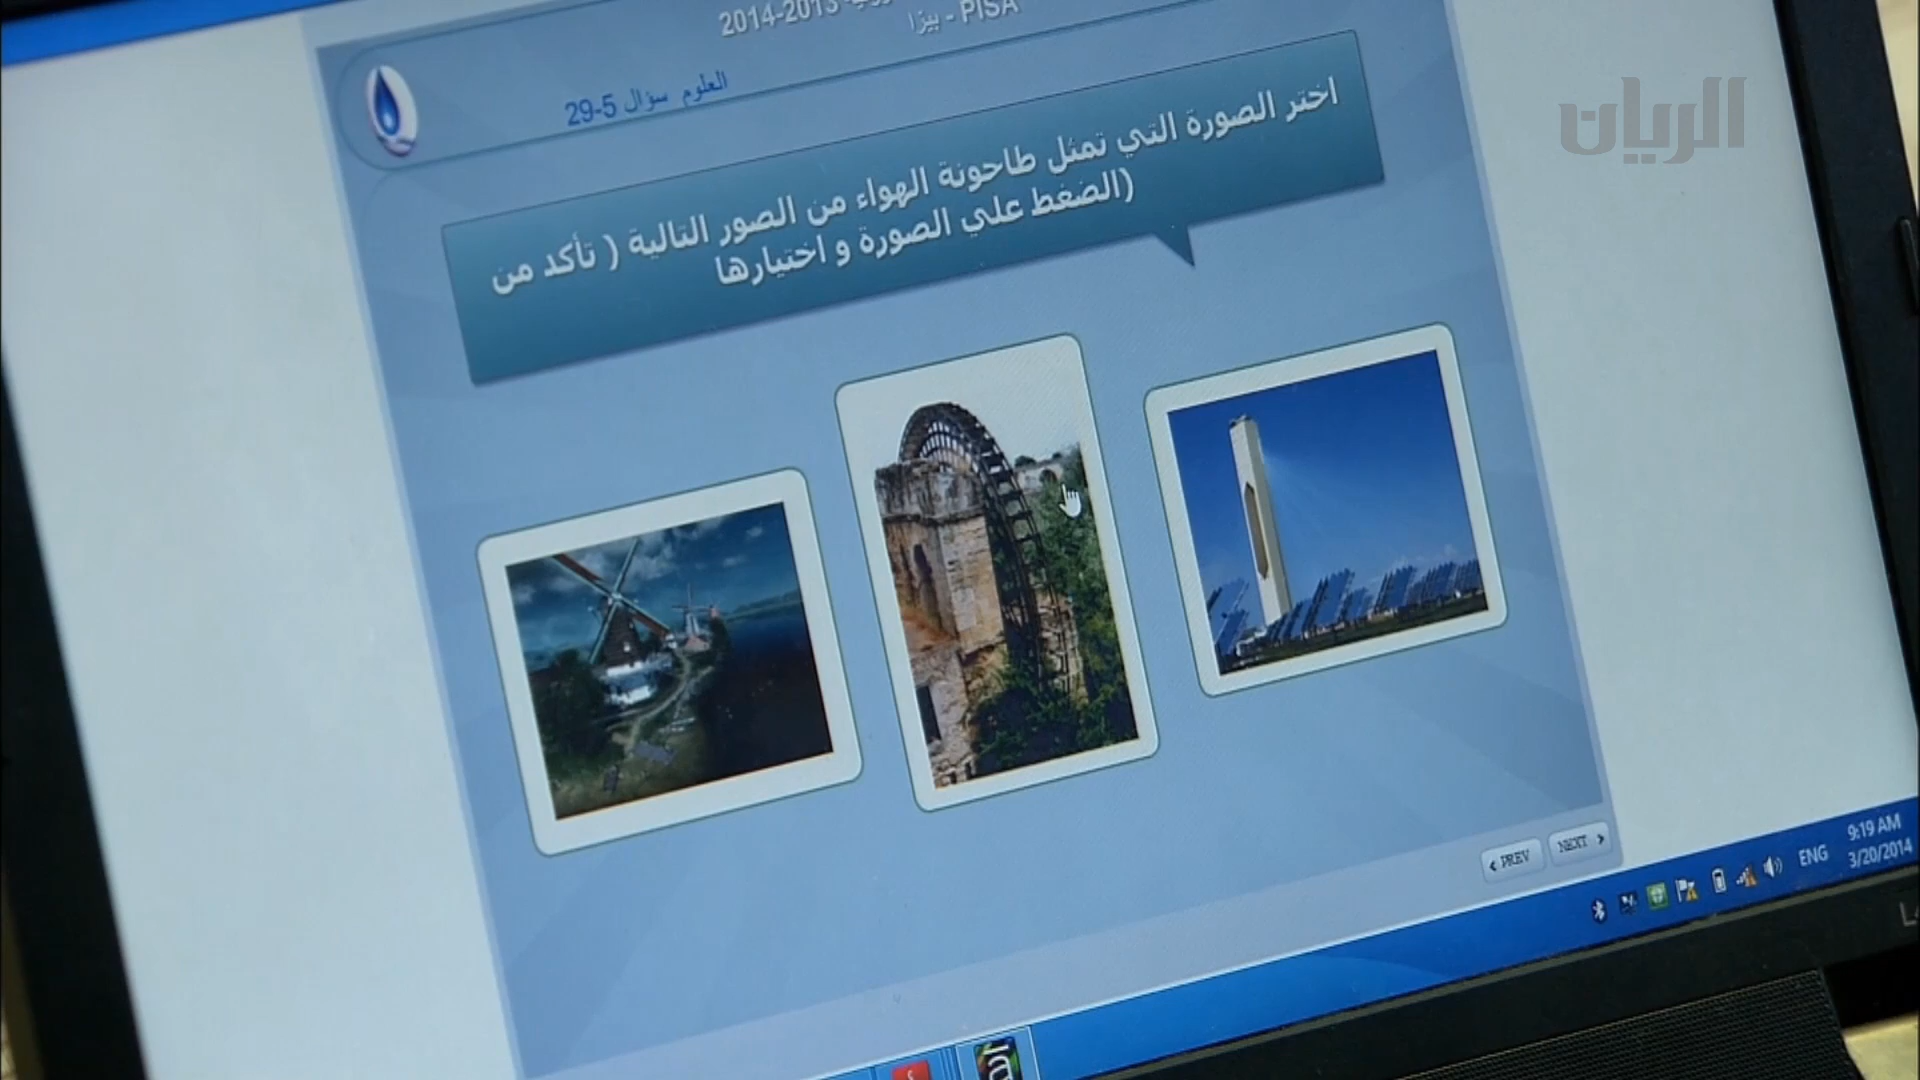 2014-2013
PISA - بيزا
العلوم سؤال 5-29
اختر الصورة التي تمثل طاحونة الهواء من الصور التالية ( تأكد من
(الضغط علي الصورة و اختيارها
الريان
PREV
NEXT
ENG
9:19 AM
3/20/2014